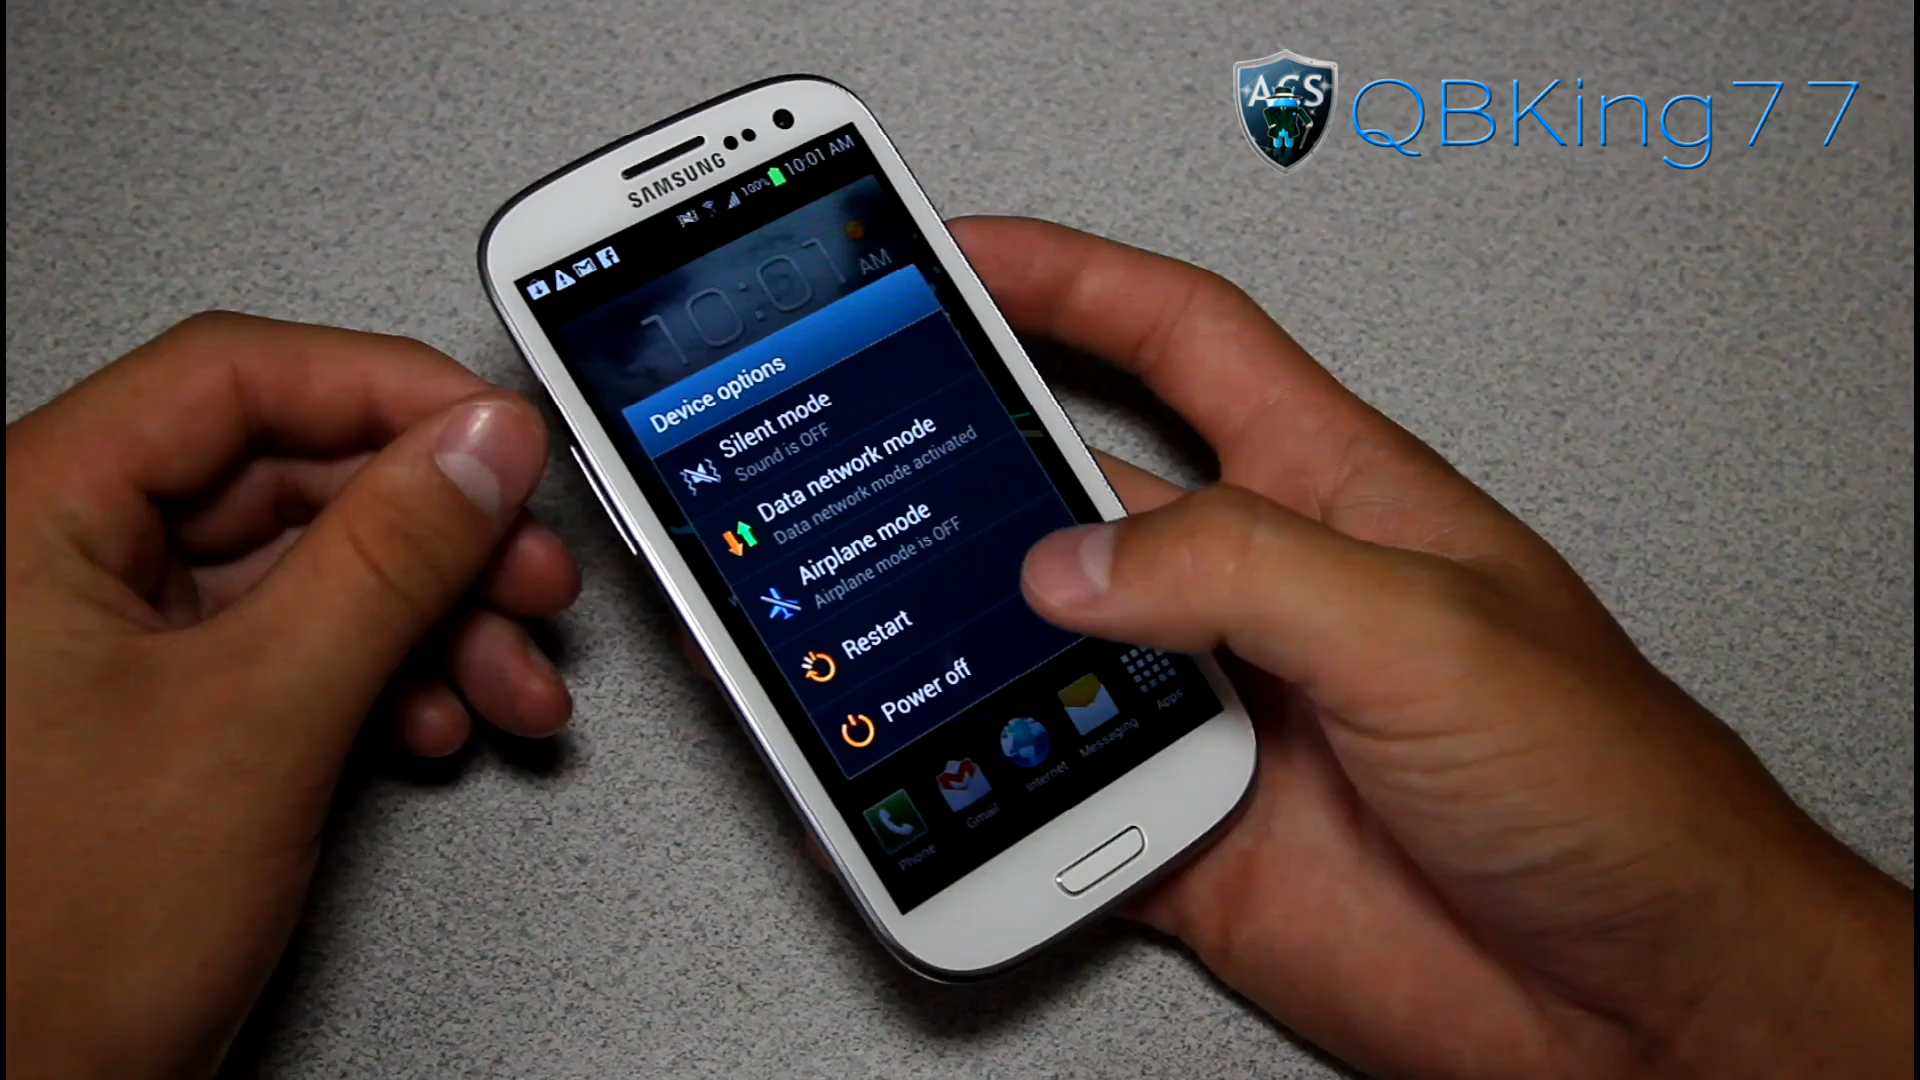 ACS
QBKing77
SAMSUNG
100% 10:01 AM
10:01 AM
Device options
Silent mode
Sound is OFF
Data network mode
Data network mode activated
Airplane mode
Airplane mode is OFF
Restart
Power off
Phone
Gmail
Internet
Messaging
Apps